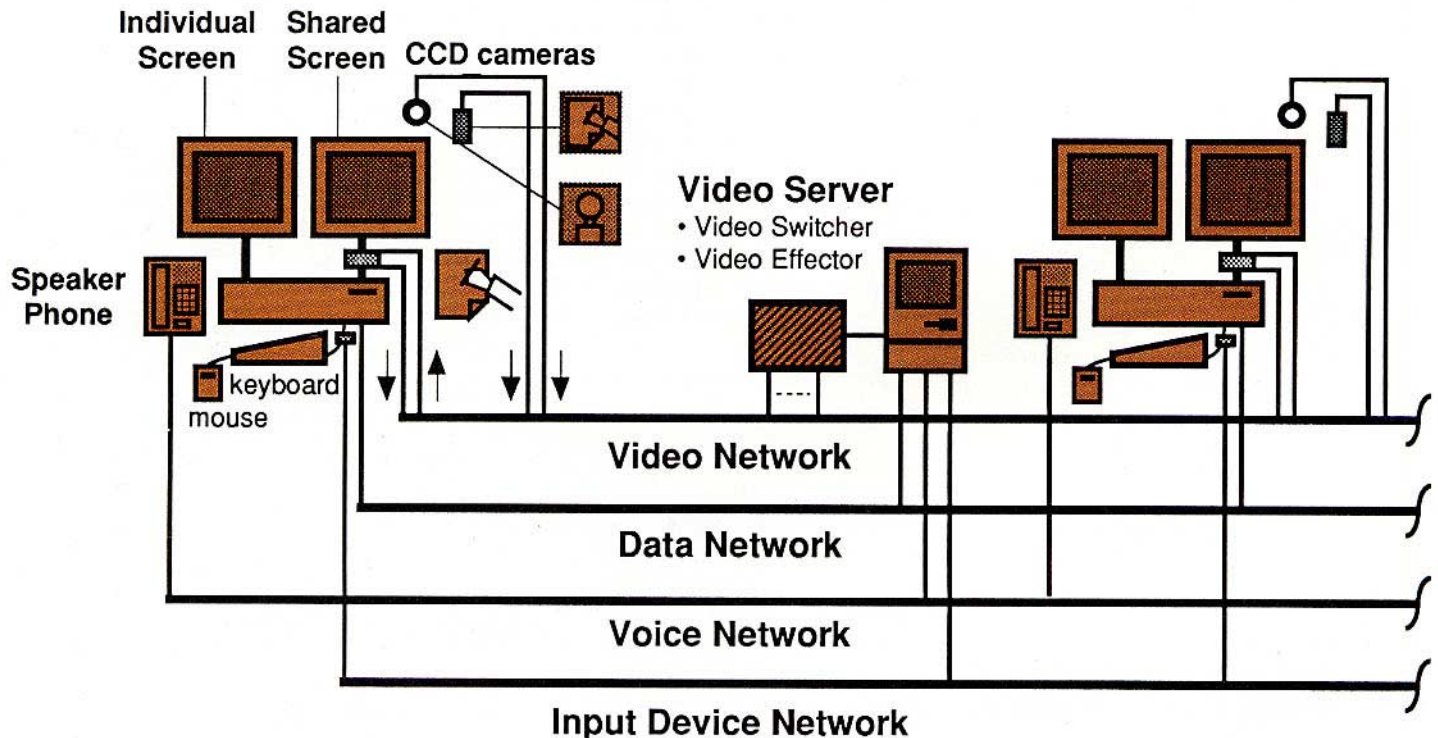 Individual
Screen
Shared
Screen
CCD cameras
Video Server
• Video Switcher
• Video Effector
Speaker
Phone
keyboard
mouse
Video Network
Data Network
Voice Network
Input Device Network